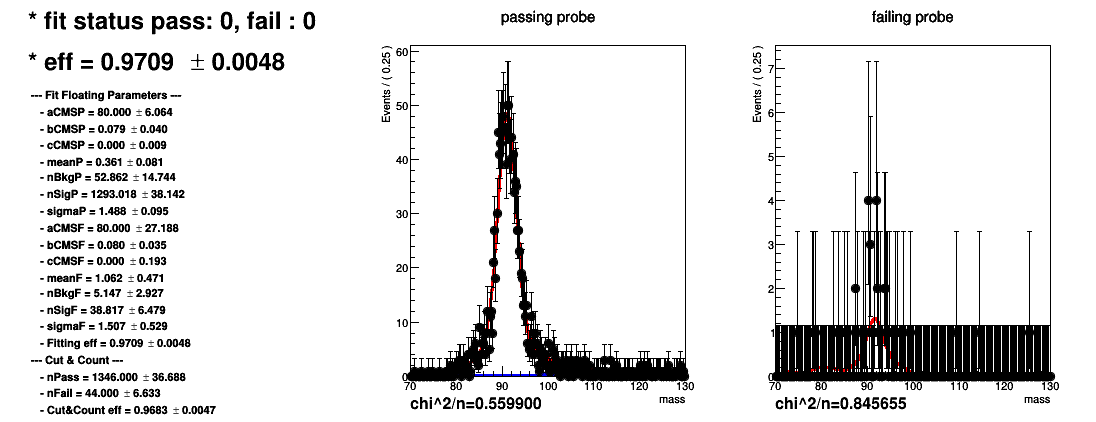 * fit status pass: 0, fail : 0
* eff = 0.9709 ± 0.0048
--- Fit Floating Parameters ---
- aCMSP = 80.000 ± 6.064
- bCMSP = 0.079 ± 0.040
- cCMSP = 0.000 ± 0.009
- meanP = 0.361 ± 0.081
- nBkgP = 52.862 ± 14.744
- nSigP = 1293.018 ± 38.142
- sigmaP = 1.488 ± 0.095
- aCMSF = 80.000 ± 27.188
- bCMSF = 0.080 ± 0.035
- cCMSF = 0.000 ± 0.193
- meanF = 1.062 ± 0.471
- nBkgF = 5.147 ± 2.927
- nSigF = 38.817 ± 6.479
- sigmaF = 1.507 ± 0.529
- Fitting eff = 0.9709 ± 0.0048
--- Cut & Count ---
- nPass = 1346.000 ± 36.688
- nFail = 44.000 ± 6.633
- Cut&Count eff = 0.9683 ± 0.0047
passing probe
Events / ( 0.25 )
60
50
40
30
20
10
0
70 80 90 100 110 120 130
mass
chi^2/n=0.559900
failing probe
Events / ( 0.25 )
7
6
5
4
3
2
1
0
70 80 90 100 110 120 130
mass
chi^2/n=0.845655